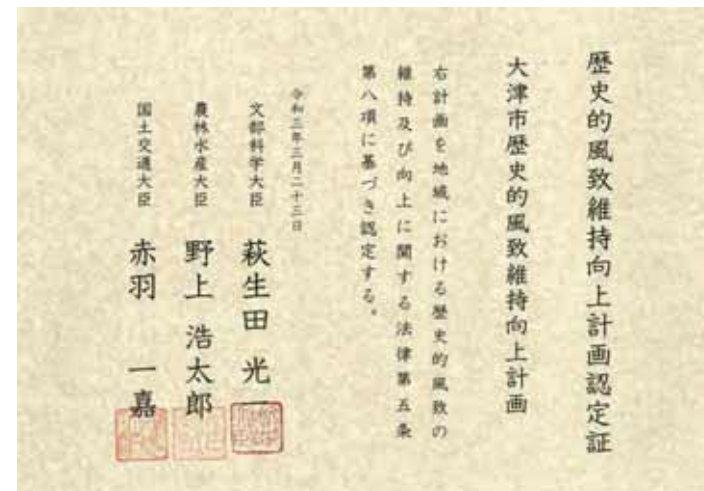 歴史的風致維持向上計画認定証
大津市歴史的風致維持向上計画
右計画を地域における歴史的風致の
維持及び向上に関する法律第五条
第八項に基づき認定する。
令和三年三月二十三日
文部科学大臣 萩生田 光一
農林水産大臣 野上 浩太郎
国土交通大臣 赤羽 一嘉